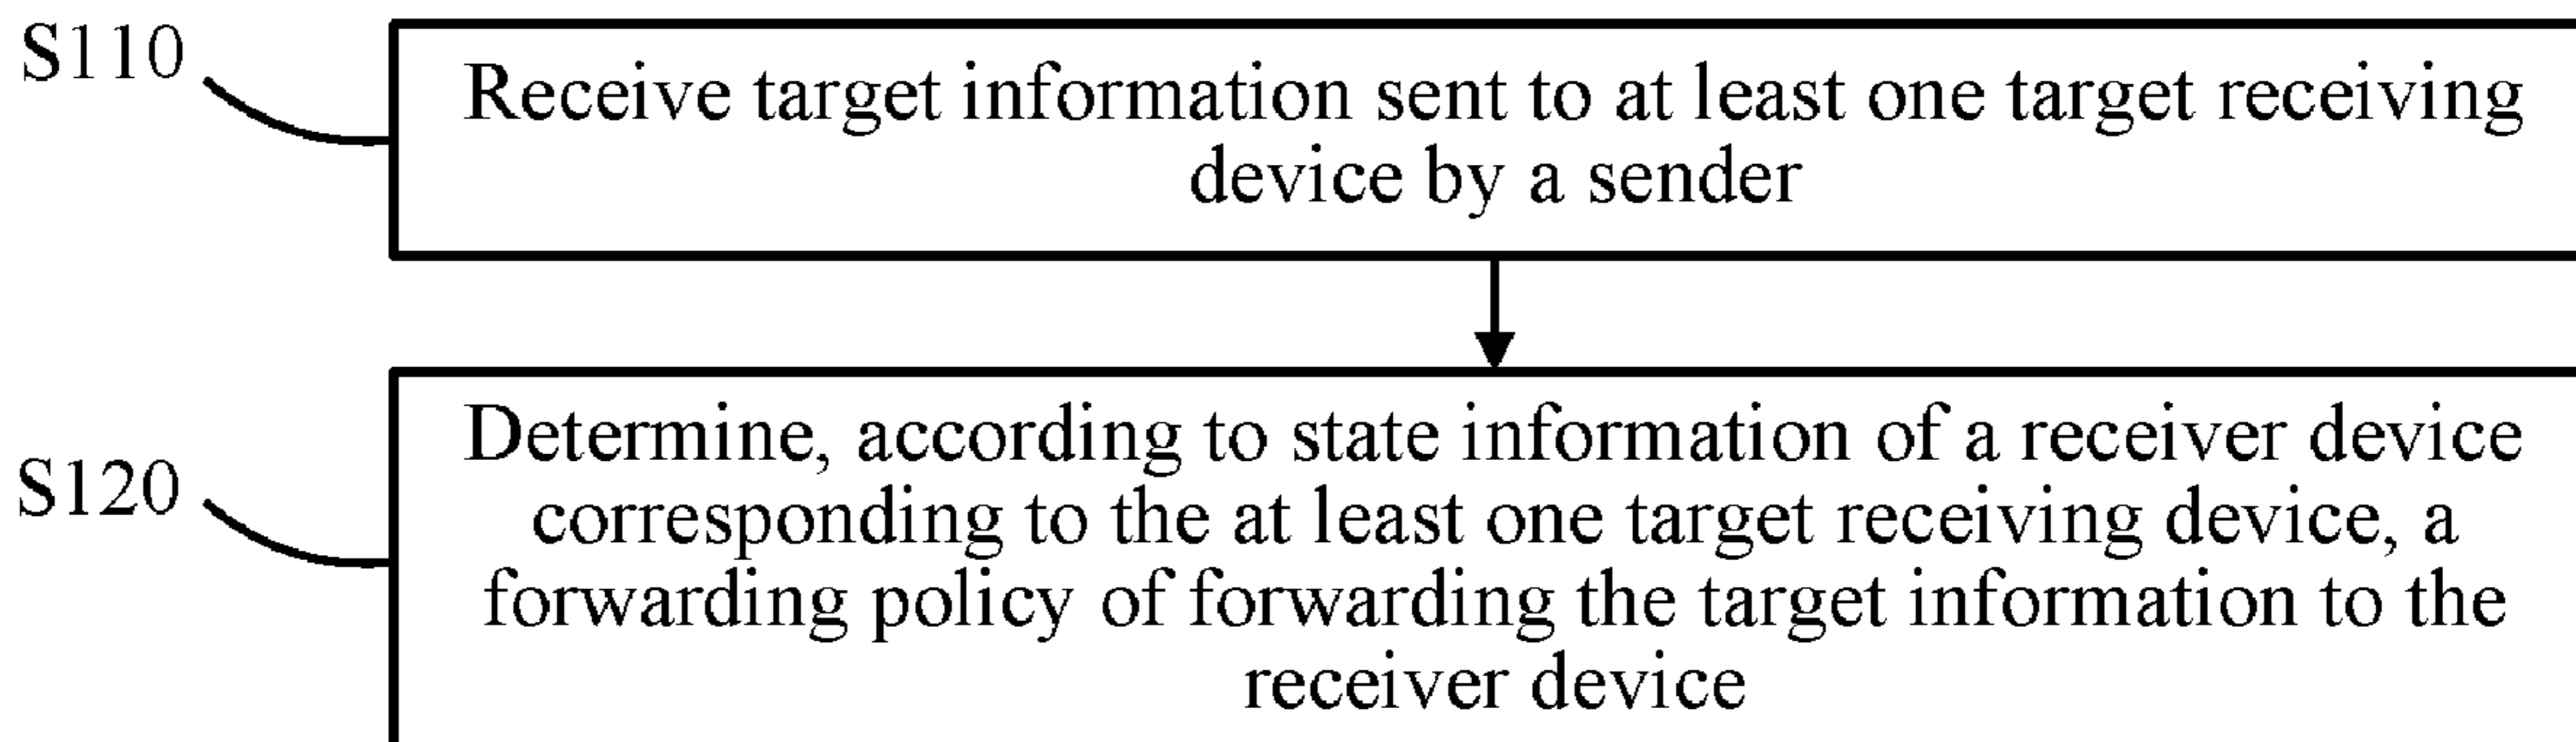 S110
Receive target information sent to at least one target receiving
device by a sender
S120
Determine, according to state information of a receiver device
corresponding to the at least one target receiving device, a
forwarding policy of forwarding the target information to the
receiver device